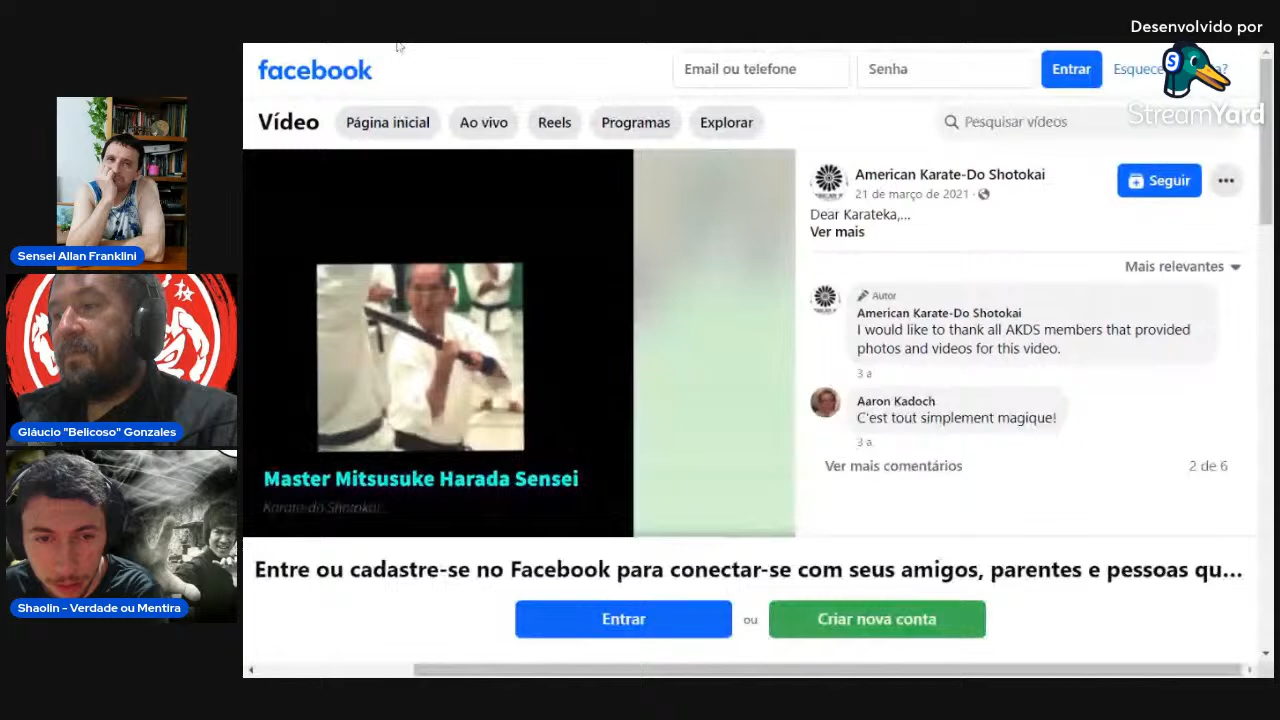 Desenvolvido por
StreamYard
facebook
Email ou telefone
Senha
Entrar
Vídeo
Página inicial
Ao vivo
Reels
Programas
Explorar
Pesquisar vídeos
American Karate-Do Shotokai
21 de março de 2021
Seguir
Dear Karateka,...
Ver mais
Mais relevantes
Autor
American Karate-Do Shotokai
I would like to thank all AKDS members that provided
photos and videos for this video.
3 a
Aaron Kadoch
C'est tout simplement magique!
3 a
Ver mais comentários
2 de 6
Master Mitsusuke Harada Sensei
Karate-do Shotokai
Entre ou cadastre-se no Facebook para conectar-se com seus amigos, parentes e pessoas qu...
Entrar
ou
Criar nova conta
Sensei Allan Franklini
Gláucio "Belicoso" Gonzales
Shaolin - Verdade ou Mentira